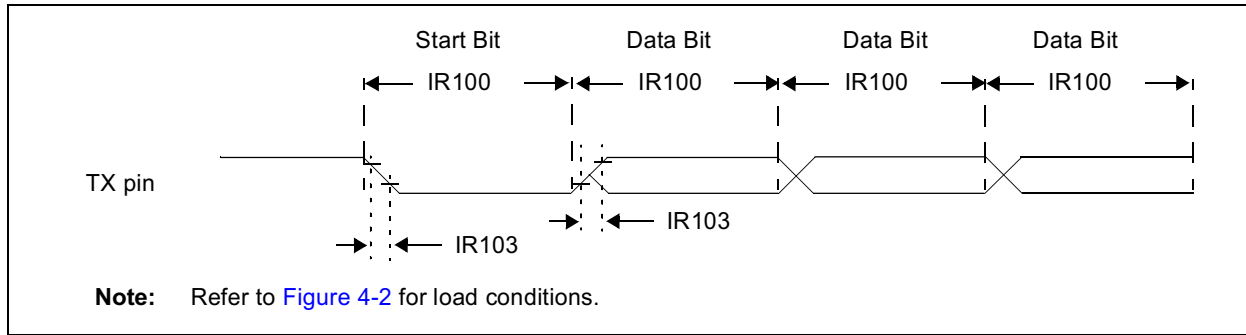 Start Bit Data Bit Data Bit Data Bit
IR100 IR100 IR100 IR100
TX pin
IR103
IR103
Note: Refer to Figure 4-2 for load conditions.